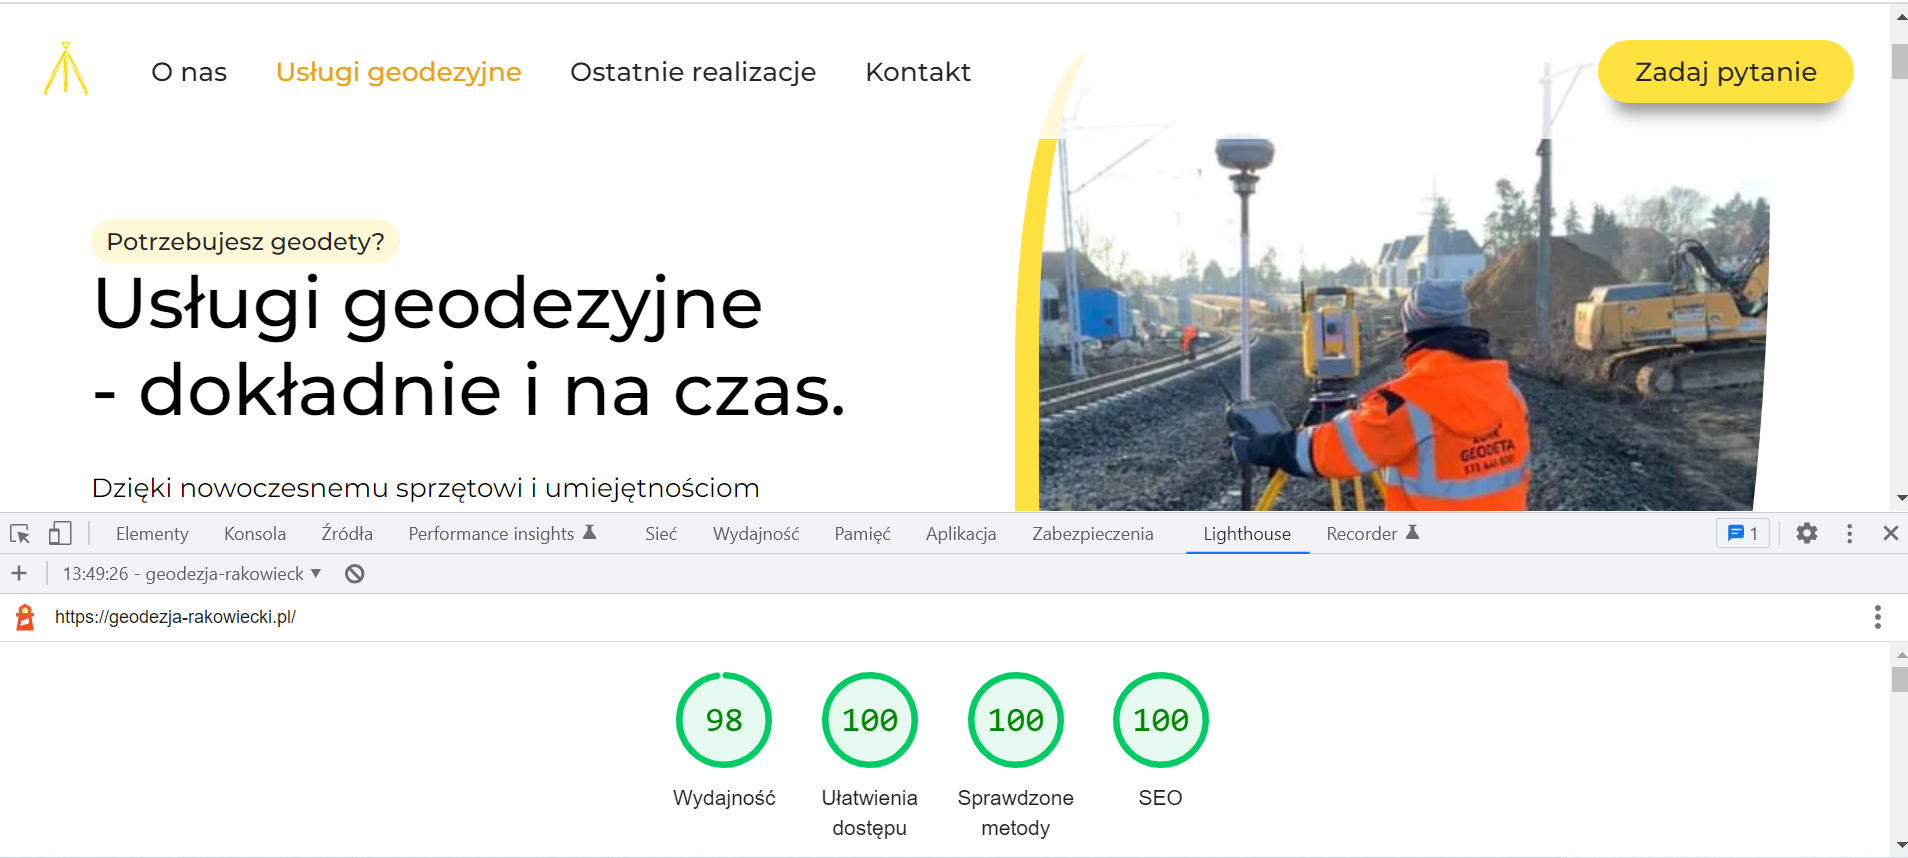 O nas
Usługi geodezyjne
Ostatnie realizacje
Kontakt
Zadaj pytanie
Potrzebujesz geodety?
Usługi geodezyjne
- dokładnie i na czas.
Dzięki nowoczesnemu sprzętowi i umiejętnościom
GEODETA
Elementy
Konsola
Źródła
Performance insights
Sieć
Wydajność
Pamięć
Aplikacja
Zabezpieczenia
Lighthouse
Recorder
1
13:49:26 - geodezja-rakowieck
https://geodezja-rakowiecki.pl/
98
100
100
100
Wydajność
Ułatwienia
dostępu
Sprawdzone
metody
SEO